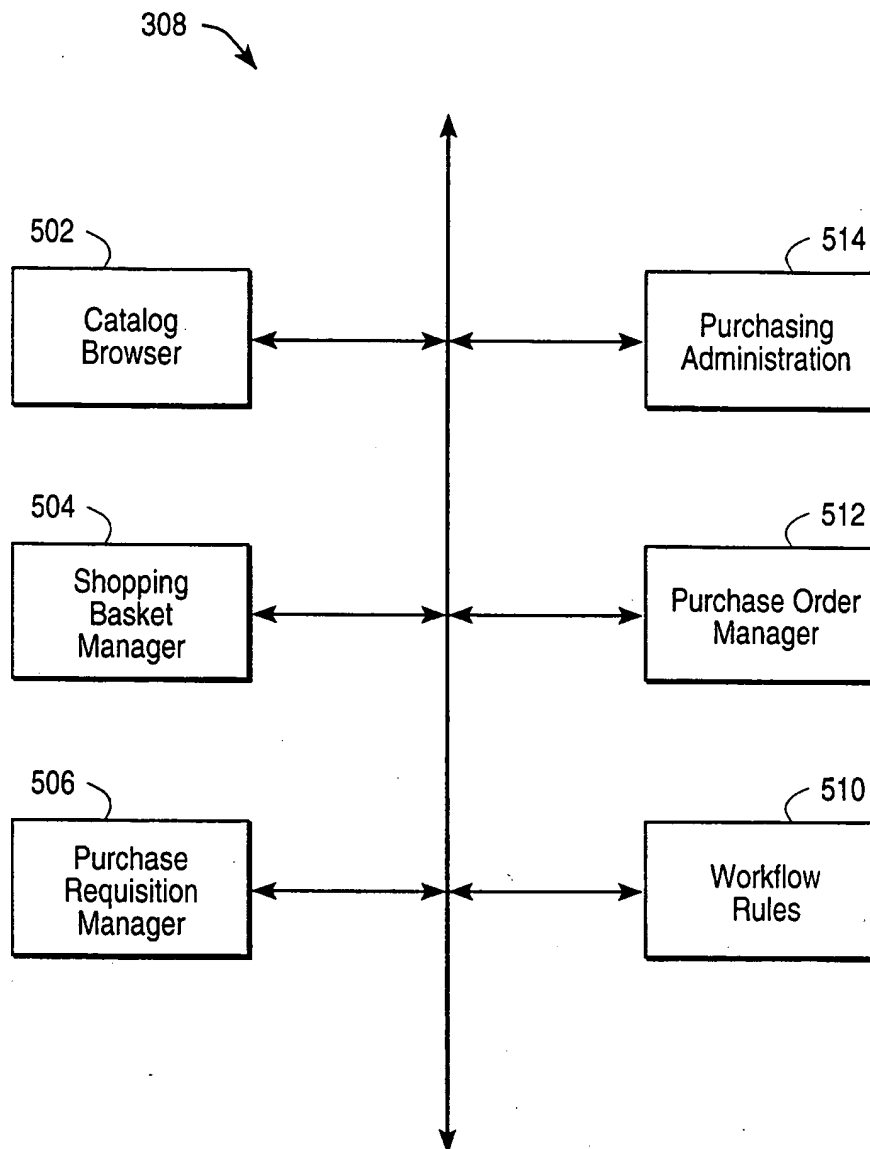 308
502
Catalog
Browser
514
Purchasing
Administration
504
Shopping
Basket
Manager
512
Purchase Order
Manager
506
Purchase
Requisition
Manager
510
Workflow
Rules